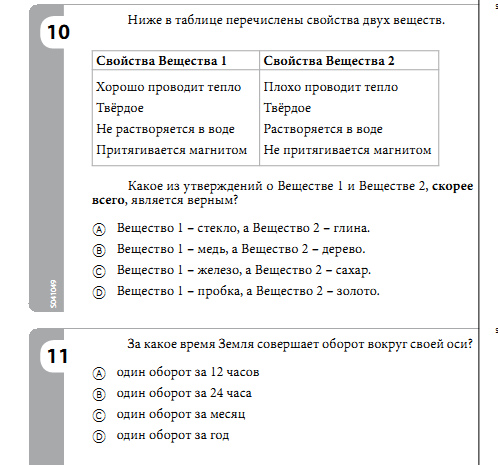 10
Ниже в таблице перечислены свойства двух веществ.
Свойства Вещества 1 Свойства Вещества 2
Хорошо проводит тепло Плохо проводит тепло
Твёрдое Твёрдое
Не растворяется в воде Растворяется в воде
Притягивается магнитом Не притягивается магнитом
Какое из утверждений о Веществе 1 и Веществе 2, скорее
всего, является верным?
A Вещество 1 – стекло, а Вещество 2 – глина.
B Вещество 1 – медь, а Вещество 2 – дерево.
C Вещество 1 – железо, а Вещество 2 – сахар.
D Вещество 1 – пробка, а Вещество 2 – золото.
S041049
11
За какое время Земля совершает оборот вокруг своей оси?
A один оборот за 12 часов
B один оборот за 24 часа
C один оборот за месяц
D один оборот за год